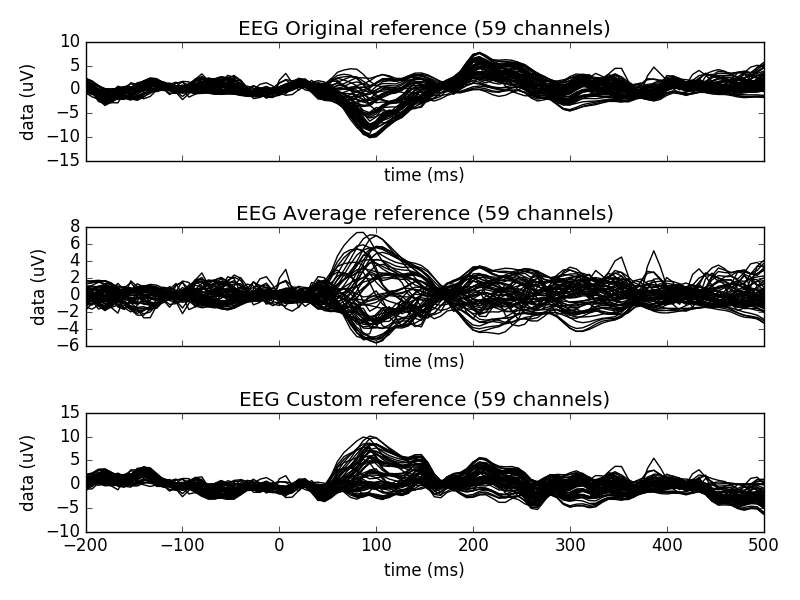 EEG Original reference (59 channels)
10
5
0
−5
−10
−15
data (uV)
time (ms)
EEG Average reference (59 channels)
8
6
4
2
0
−2
−4
−6
data (uV)
time (ms)
EEG Custom reference (59 channels)
15
10
5
0
−5
−10
data (uV)
−200 −100 0 100 200 300 400 500
time (ms)